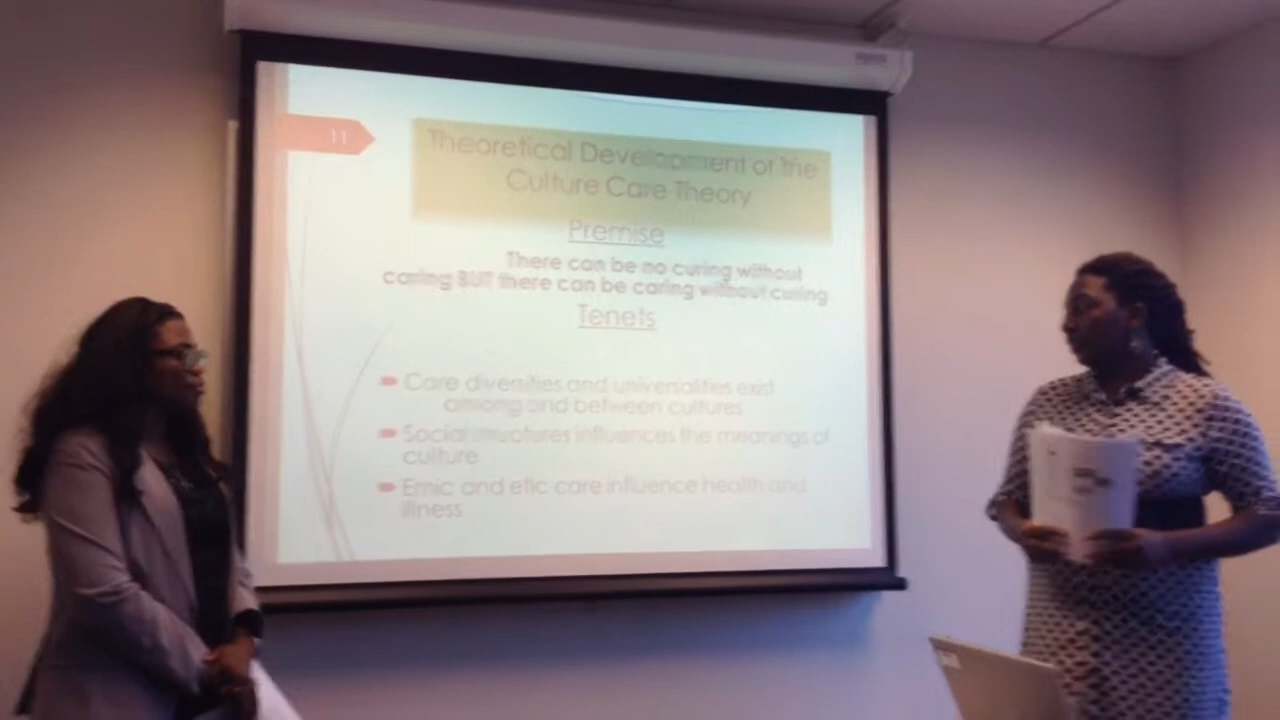 11
Theoretical Development of the
Culture Care Theory
Premise
There can be no curing without
caring BUT there can be caring without curing
Tenets
Care diversities and universalities exist
among and between cultures
Social structures influences the meanings of
culture
Emic and etic care influence health and
illness